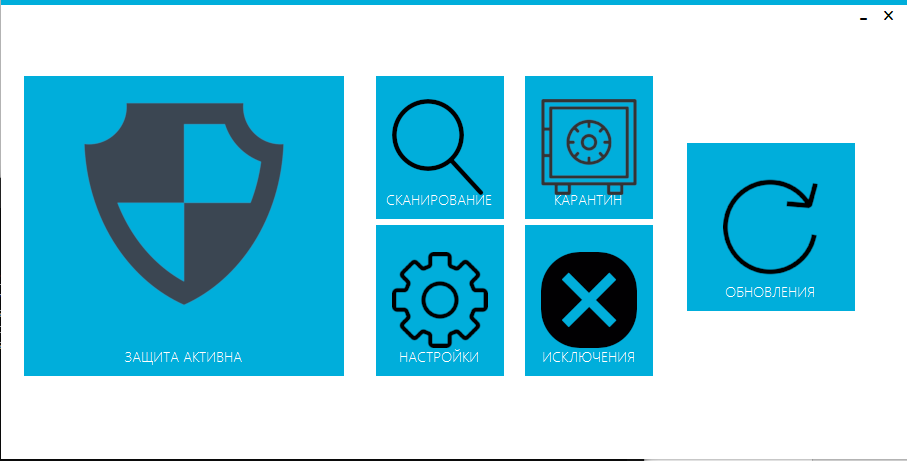 СКАНИРОВАНИЕ
КАРАНТИН
ОБНОВЛЕНИЯ
ЗАЩИТА АКТИВНА
НАСТРОЙКИ
ИСКЛЮЧЕНИЯ